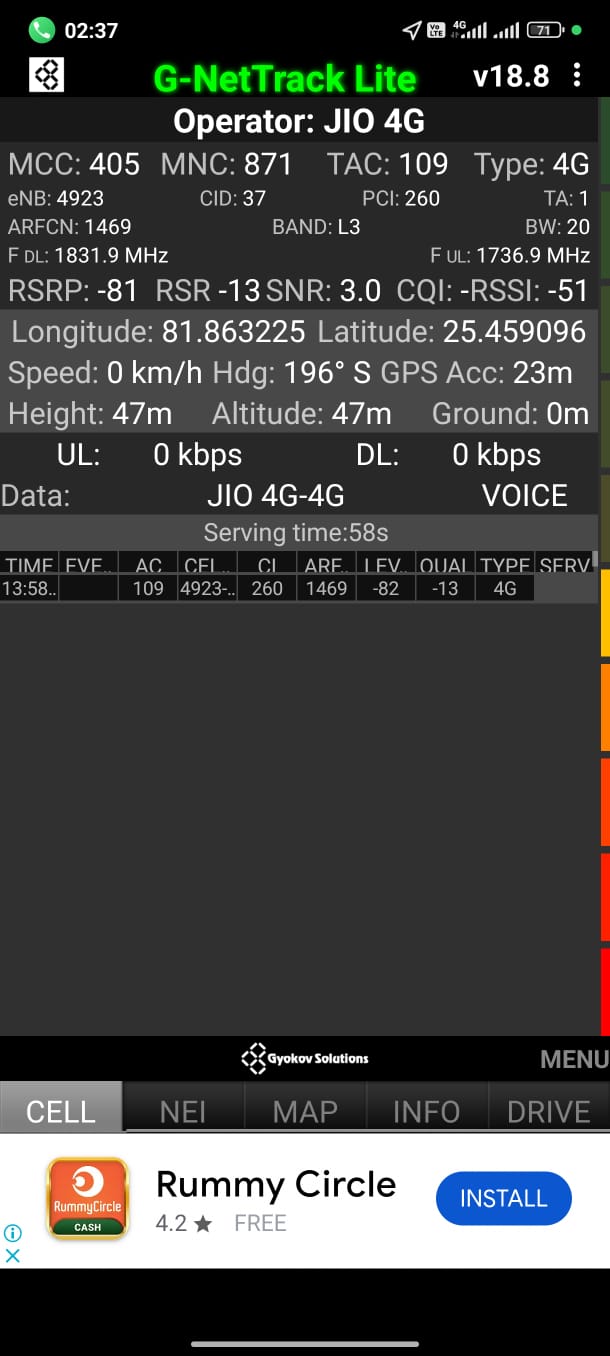 02:37 Vo LTE 4G 71
G-NetTrack Lite v18.8
Operator: JIO 4G
MCC: 405 MNC: 871 TAC: 109 Type: 4G
eNB: 4923 CID: 37 PCI: 260 TA: 1
ARFCN: 1469 BAND: L3 BW: 20
F DL: 1831.9 MHz F UL: 1736.9 MHz
RSRP: -81 RSR -13 SNR: 3.0 CQI: -RSSI: -51
Longitude: 81.863225 Latitude: 25.459096
Speed: 0 km/h Hdg: 196° S GPS Acc: 23m
Height: 47m Altitude: 47m Ground: 0m
UL: 0 kbps DL: 0 kbps
Data: JIO 4G-4G VOICE
Serving time:58s
TIME EVE.. AC CEL.. CI ARF.. LEV.. QUAL TYPE SERV
13:58.. 109 4923-.. 260 1469 -82 -13 4G
Gyokov Solutions MENU
CELL NEI MAP INFO DRIVE
RummyCircle
CASH
Rummy Circle
4.2 ★ FREE
INSTALL